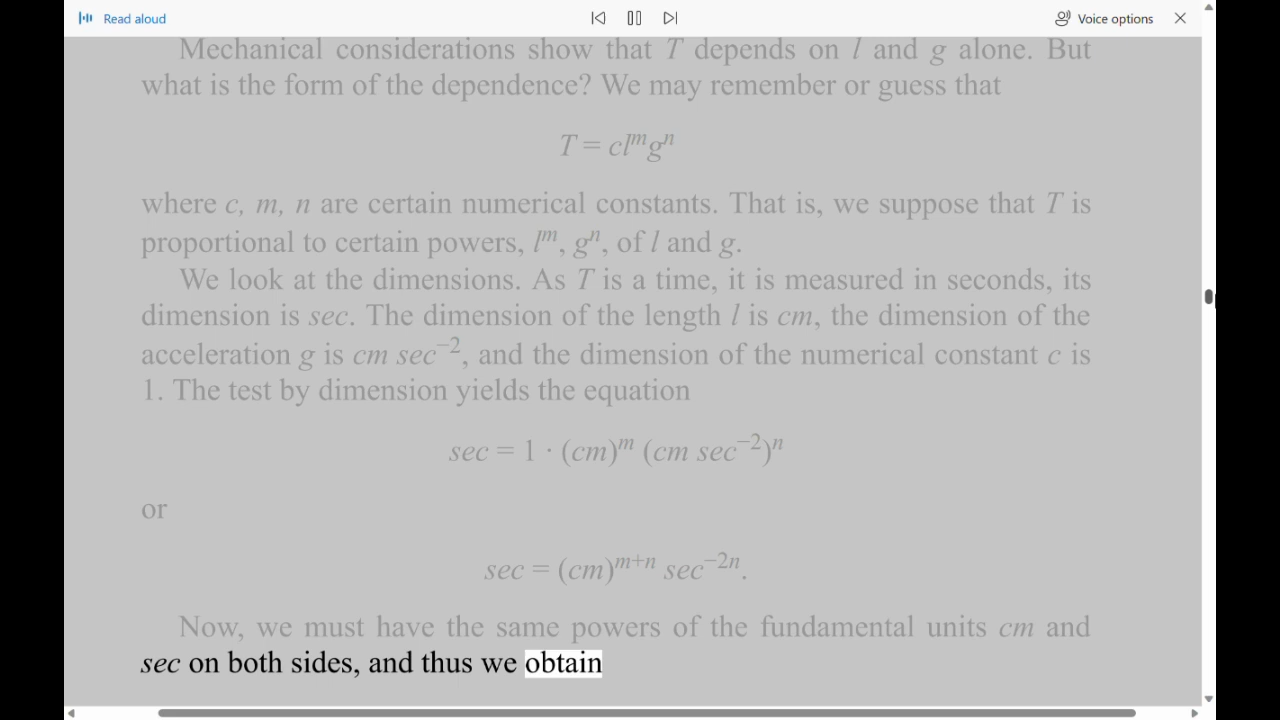 Read aloud
Voice options
Mechanical considerations show that T depends on l and g alone. But
what is the form of the dependence? We may remember or guess that
T = cl^m g^n
where c, m, n are certain numerical constants. That is, we suppose that T is
proportional to certain powers, l^m, g^n, of l and g.
We look at the dimensions. As T is a time, it is measured in seconds, its
dimension is sec. The dimension of the length l is cm, the dimension of the
acceleration g is cm sec^−2, and the dimension of the numerical constant c is
1. The test by dimension yields the equation
sec = 1 · (cm)^m (cm sec^−2)^n
or
sec = (cm)^m+n sec^−2n.
Now, we must have the same powers of the fundamental units cm and
sec on both sides, and thus we obtain